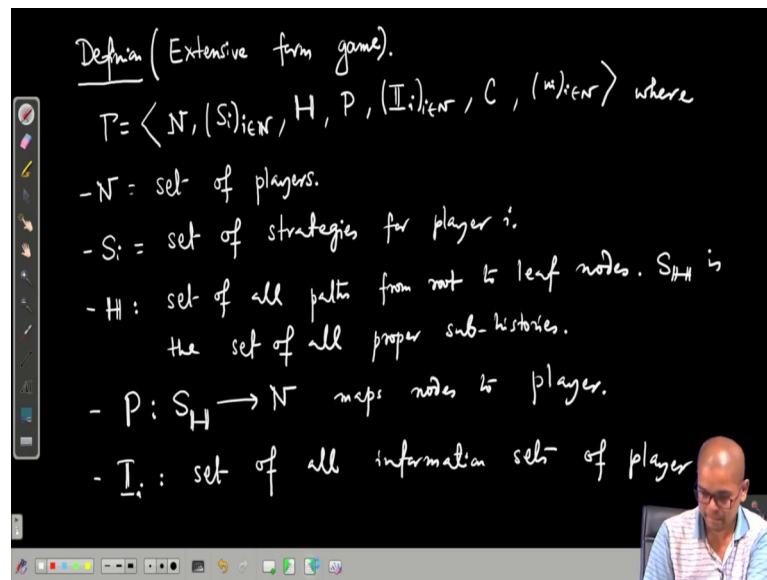 Definion (Extensive form game).
Γ = ⟨ N, (Si)i∈N, H, P, (𝕀i)i∈N, C, (ui)i∈N ⟩ where
- N = set of players.
- Si = set of strategies for player i.
- ℍ : set of all paths from root to leaf nodes. Sℍ is
the set of all proper sub-histories.
- P : Sℍ → N maps nodes to player.
- 𝕀i : set of all information sets of player